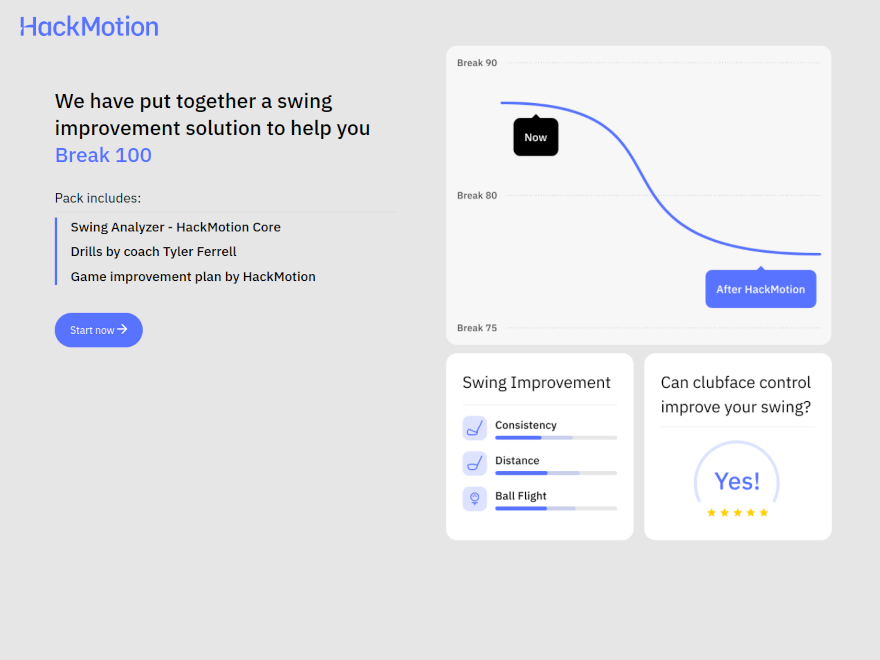 HackMotion
We have put together a swing
improvement solution to help you
Break 100
Pack includes:
Swing Analyzer - HackMotion Core
Drills by coach Tyler Ferrell
Game improvement plan by HackMotion
Start now
Break 90
Now
Break 80
After HackMotion
Break 75
Swing Improvement
Consistency
Distance
Ball Flight
Can clubface control
improve your swing?
Yes!